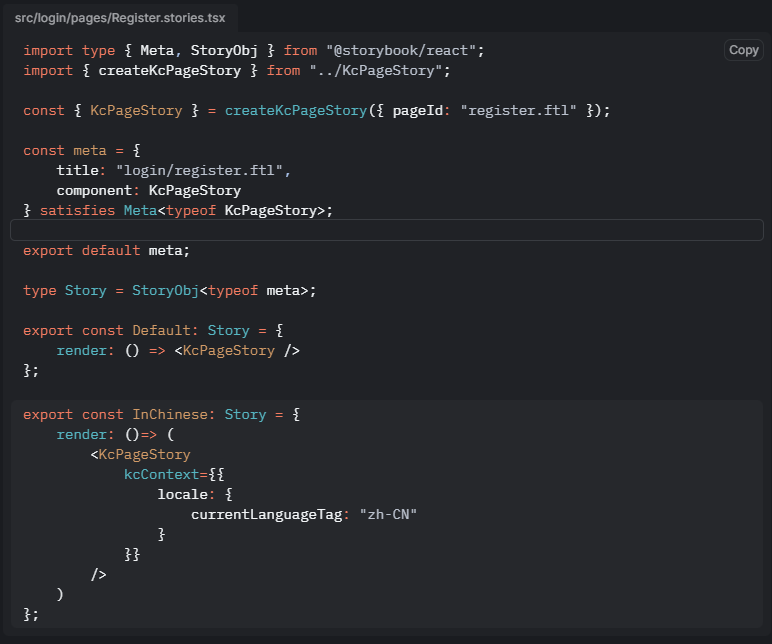 src/login/pages/Register.stories.tsx
Copy
import type { Meta, StoryObj } from "@storybook/react";
import { createKcPageStory } from "../KcPageStory";
const { KcPageStory } = createKcPageStory({ pageId: "register.ftl" });
const meta = {
    title: "login/register.ftl",
    component: KcPageStory
} satisfies Meta<typeof KcPageStory>;
export default meta;
type Story = StoryObj<typeof meta>;
export const Default: Story = {
    render: () => <KcPageStory />
};
export const InChinese: Story = {
    render: ()=> (
        <KcPageStory
            kcContext={{
                locale: {
                    currentLanguageTag: "zh-CN"
                }
            }}
        />
    )
};